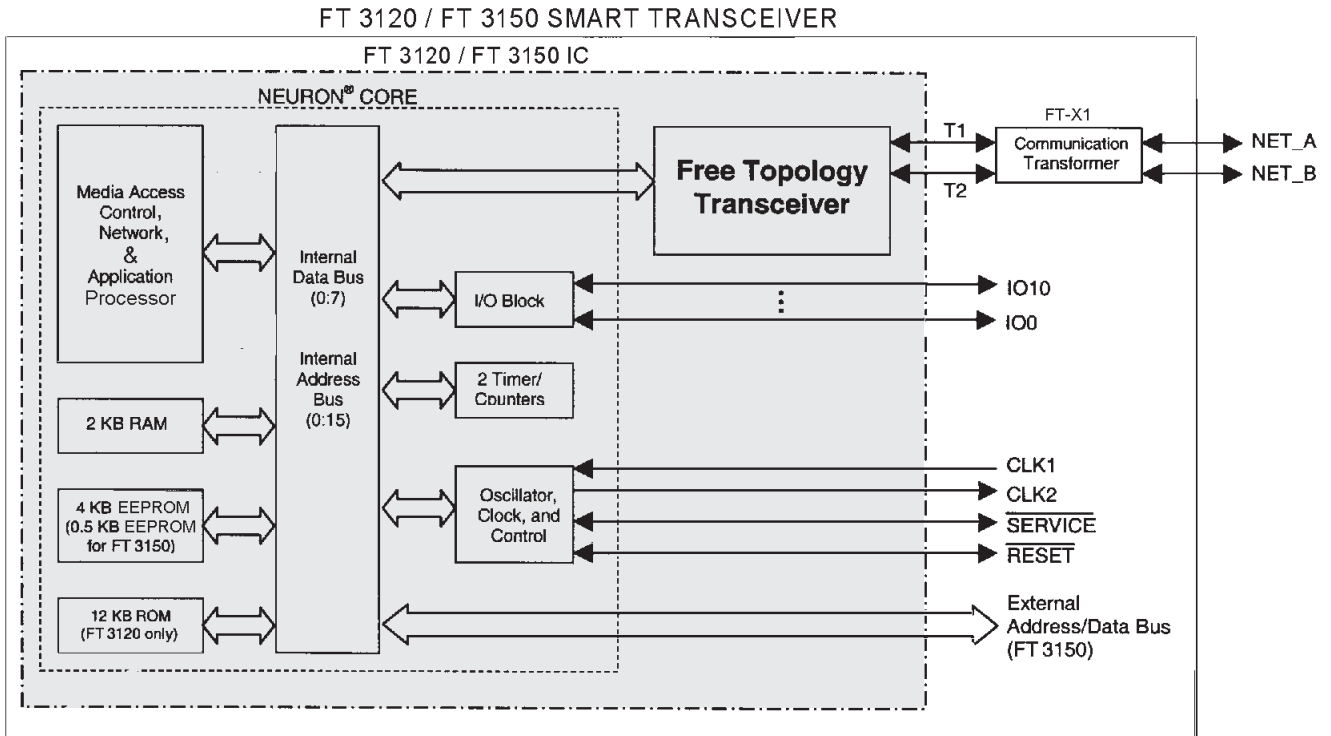 FT 3120 / FT 3150 SMART TRANSCEIVER
FT 3120 / FT 3150 IC
NEURON® CORE
Media Access
Control,
Network,
&
Application
Processor
2 KB RAM
4 KB EEPROM
(0.5 KB EEPROM
for FT 3150)
12 KB ROM
(FT 3120 only)
Internal
Data Bus
(0:7)
Internal
Address
Bus
(0:15)
Free Topology
Transceiver
I/O Block
2 Timer/
Counters
Oscillator,
Clock, and
Control
T1
T2
FT-X1
Communication
Transformer
NET_A
NET_B
IO10
IO0
CLK1
CLK2
SERVICE
RESET
External
Address/Data Bus
(FT 3150)